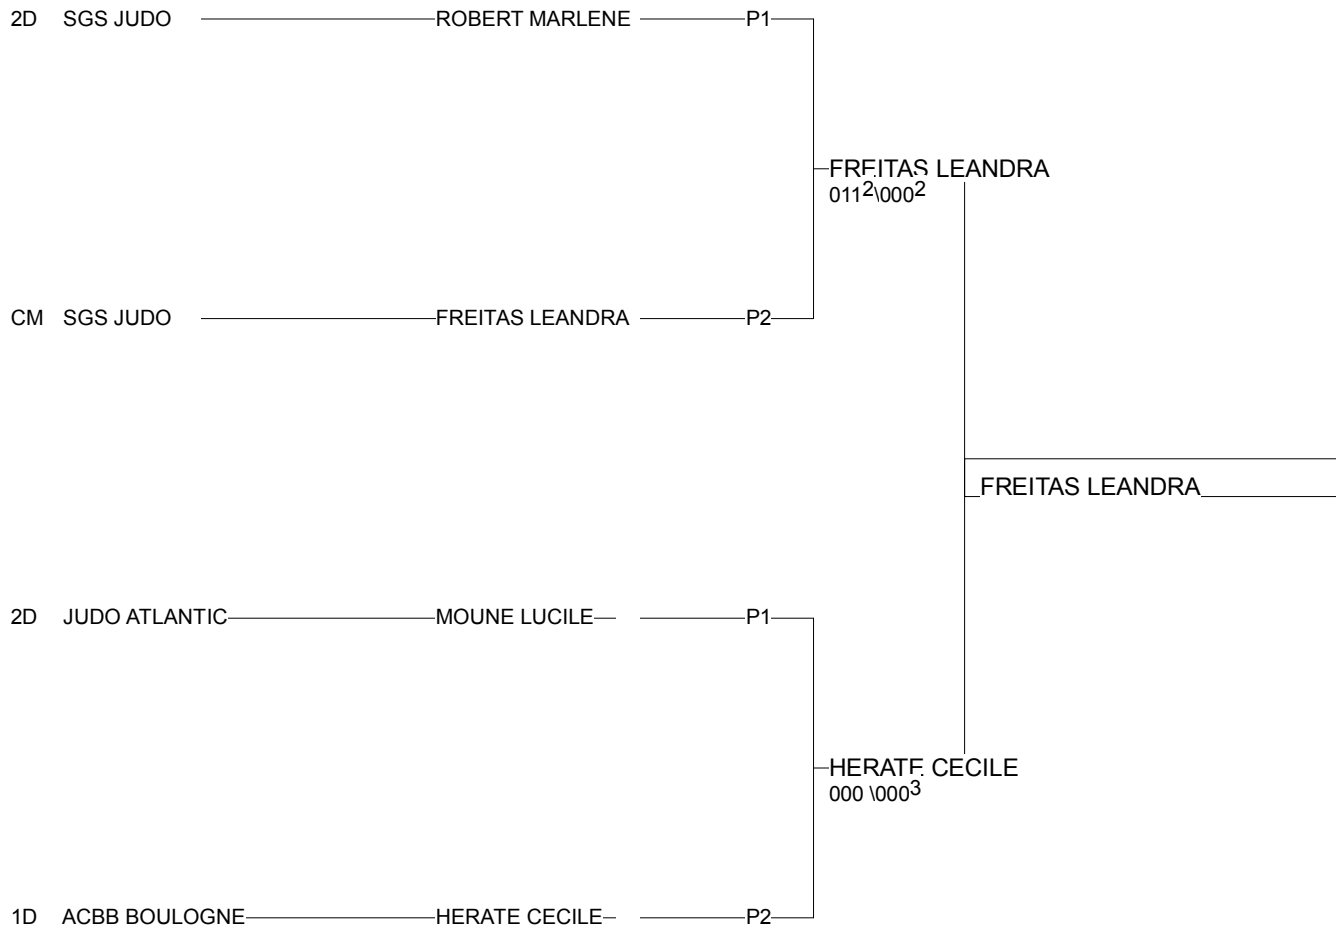 2D SGS JUDO ROBERT MARLENE P1
FREITAS LEANDRA
011²\000²
CM SGS JUDO FREITAS LEANDRA P2
FREITAS LEANDRA
2D JUDO ATLANTIC MOUNE LUCILE P1
HERATE CECILE
000 \000³
1D ACBB BOULOGNE HERATE CECILE P2